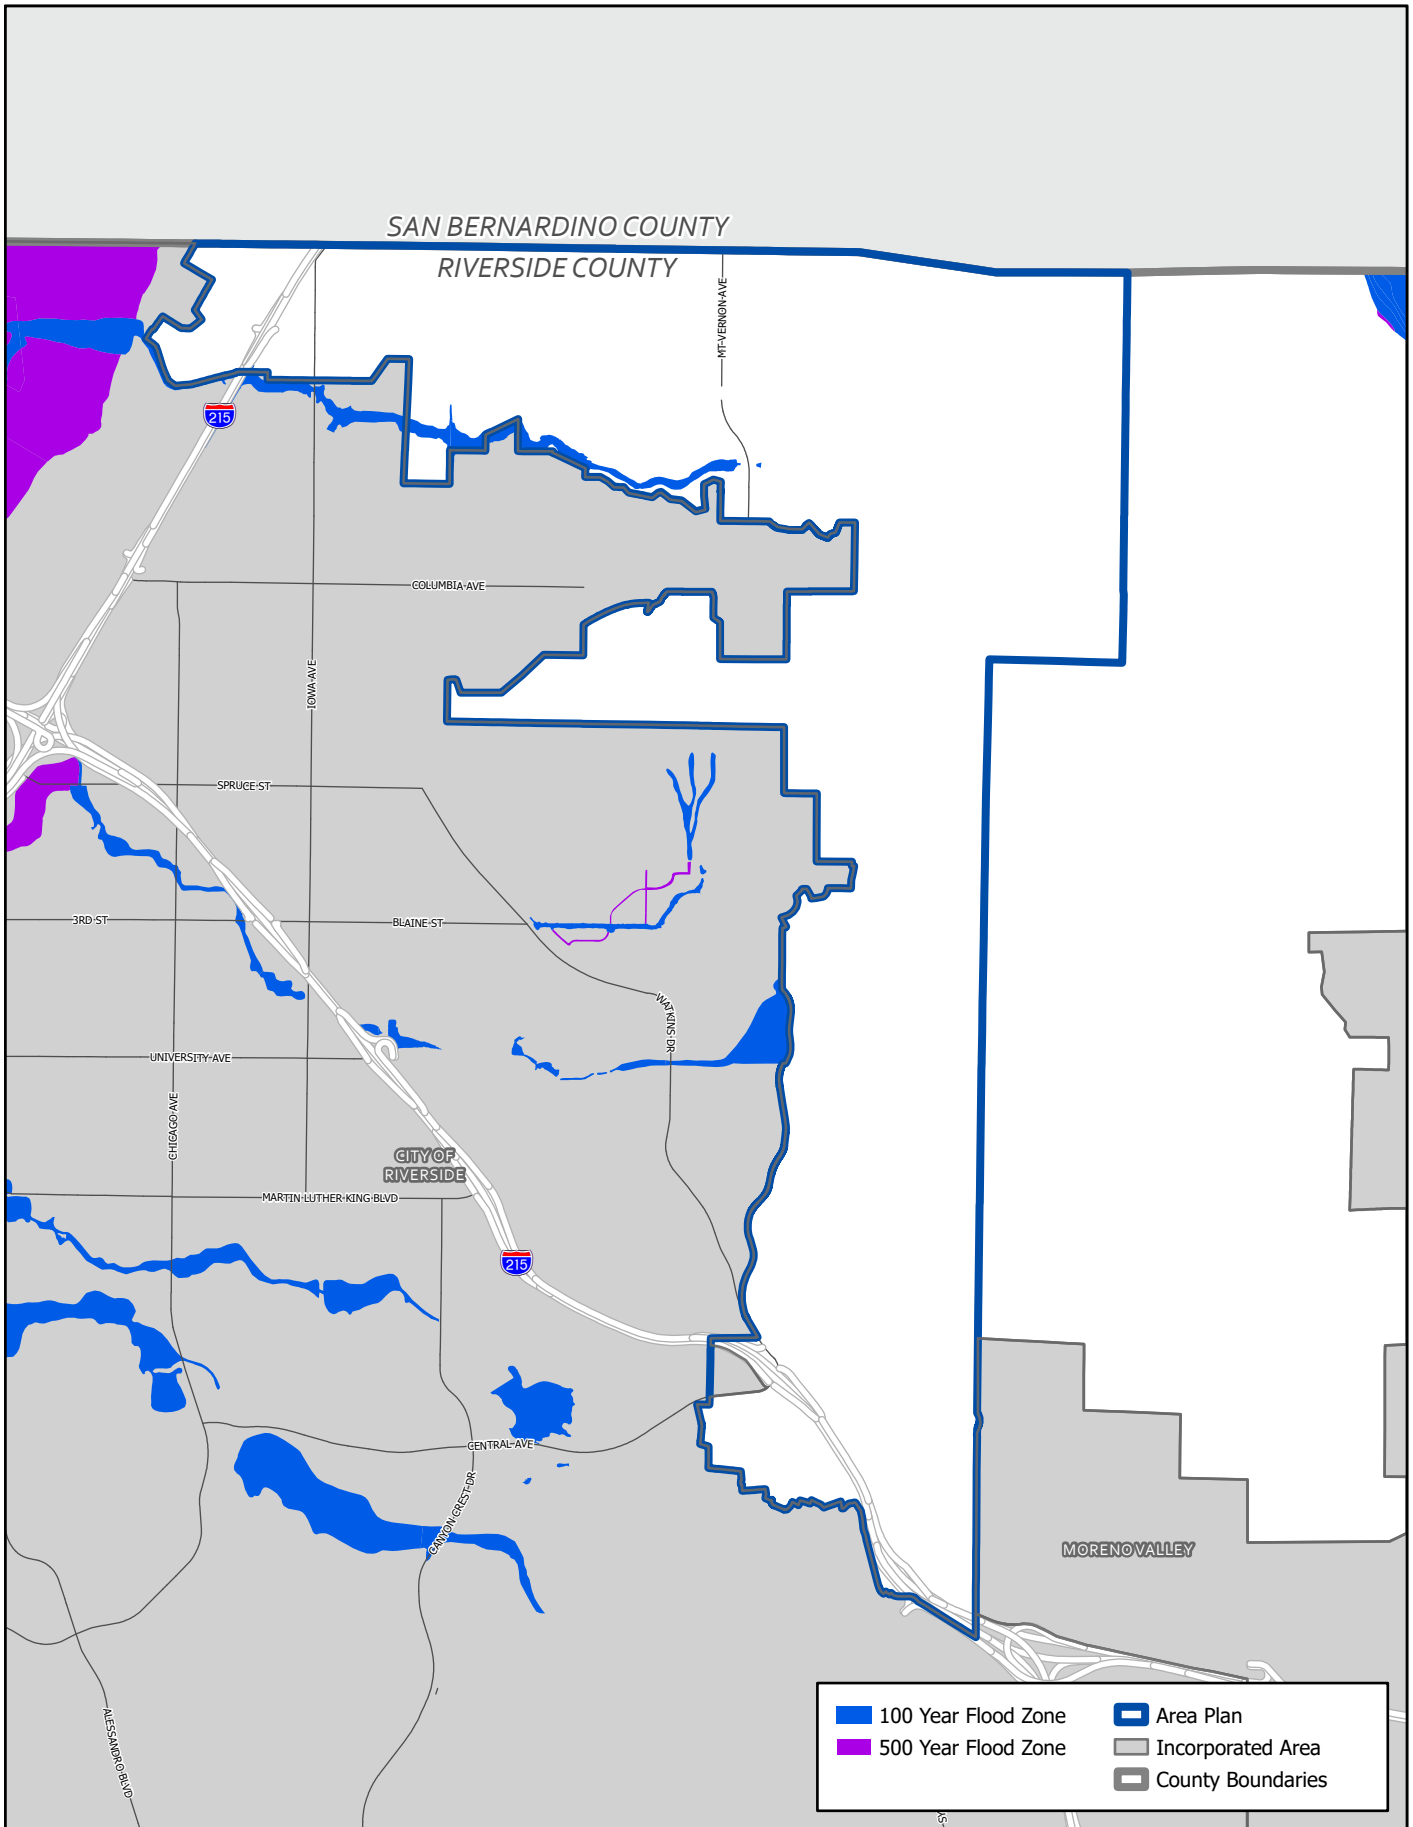 SAN BERNARDINO COUNTY
RIVERSIDE COUNTY
MT VERNON AVE
215
COLUMBIA AVE
IOWA AVE
SPRUCE ST
3RD ST
BLAINE ST
WATKINS DR
UNIVERSITY AVE
CHICAGO AVE
CITY OF
RIVERSIDE
MARTIN LUTHER KING BLVD
215
CENTRAL AVE
CANYON CREST DR
MORENO VALLEY
ALESSANDRO BLVD
100 Year Flood Zone
500 Year Flood Zone
Area Plan
Incorporated Area
County Boundaries